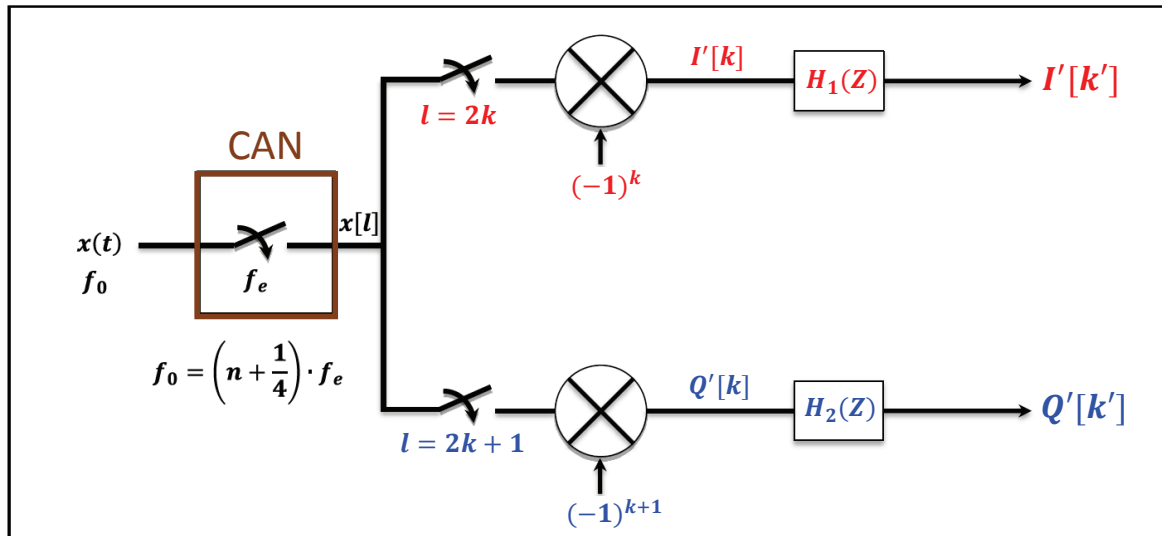 I'[k]
H₁(Z)
I'[k']
l = 2k
(-1)ᵏ
CAN
x(t)
x[l]
f₀
fₑ
f₀ = (n + 1/4) · fₑ
Q'[k]
H₂(Z)
Q'[k']
l = 2k + 1
(-1)ᵏ⁺¹